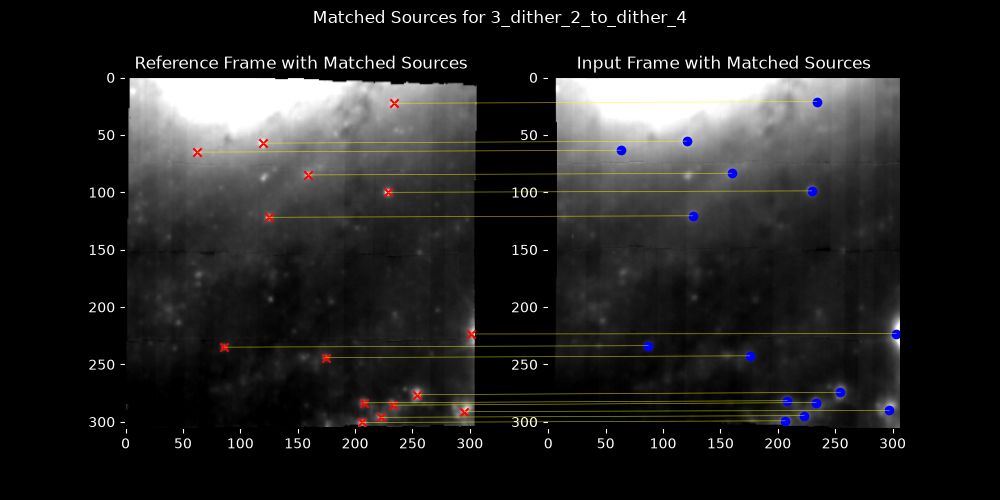 Matched Sources for 3_dither_2_to_dither_4
Reference Frame with Matched Sources
Input Frame with Matched Sources
0
50
100
150
200
250
300
0 50 100 150 200 250 300
0
50
100
150
200
250
300
0 50 100 150 200 250 300